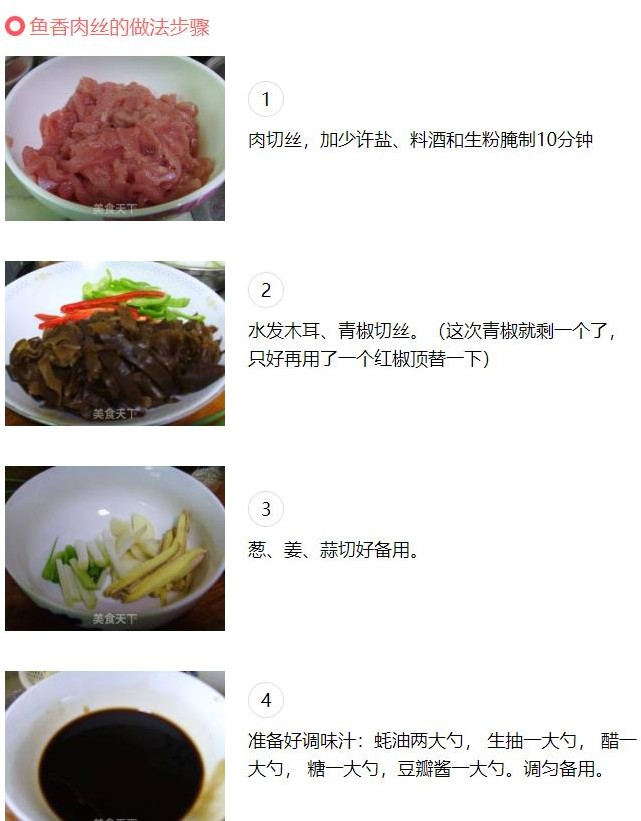 鱼香肉丝的做法步骤
1
肉切丝，加少许盐、料酒和生粉腌制10分钟
美食天下
2
水发木耳、青椒切丝。（这次青椒就剩一个了，
只好再用了一个红椒顶替一下）
美食天下
3
葱、姜、蒜切好备用。
美食天下
4
准备好调味汁：蚝油两大勺， 生抽一大勺， 醋一
大勺， 糖一大勺，豆瓣酱一大勺。调匀备用。
美食天下